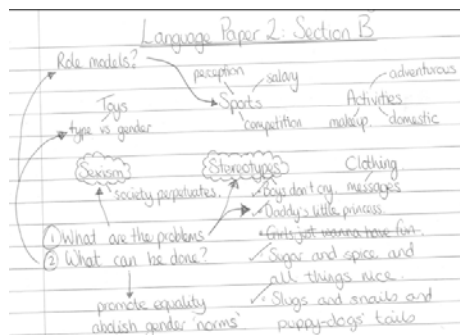 Language Paper 2: Section B
Role models?
perception
salary
adventurous
Toys
Sports
Activities
type vs gender
competition
makeup
domestic
Sexism
Stereotypes
Clothing
society perpetuates.
Boys don't cry.
messages
Daddy's little princess.
① What are the problems
Girls just wanna have fun.
② What can be done?
Sugar and spice and
all things nice.
promote equality
Slugs and snails and
abolish gender 'norms'
puppy-dogs' tails